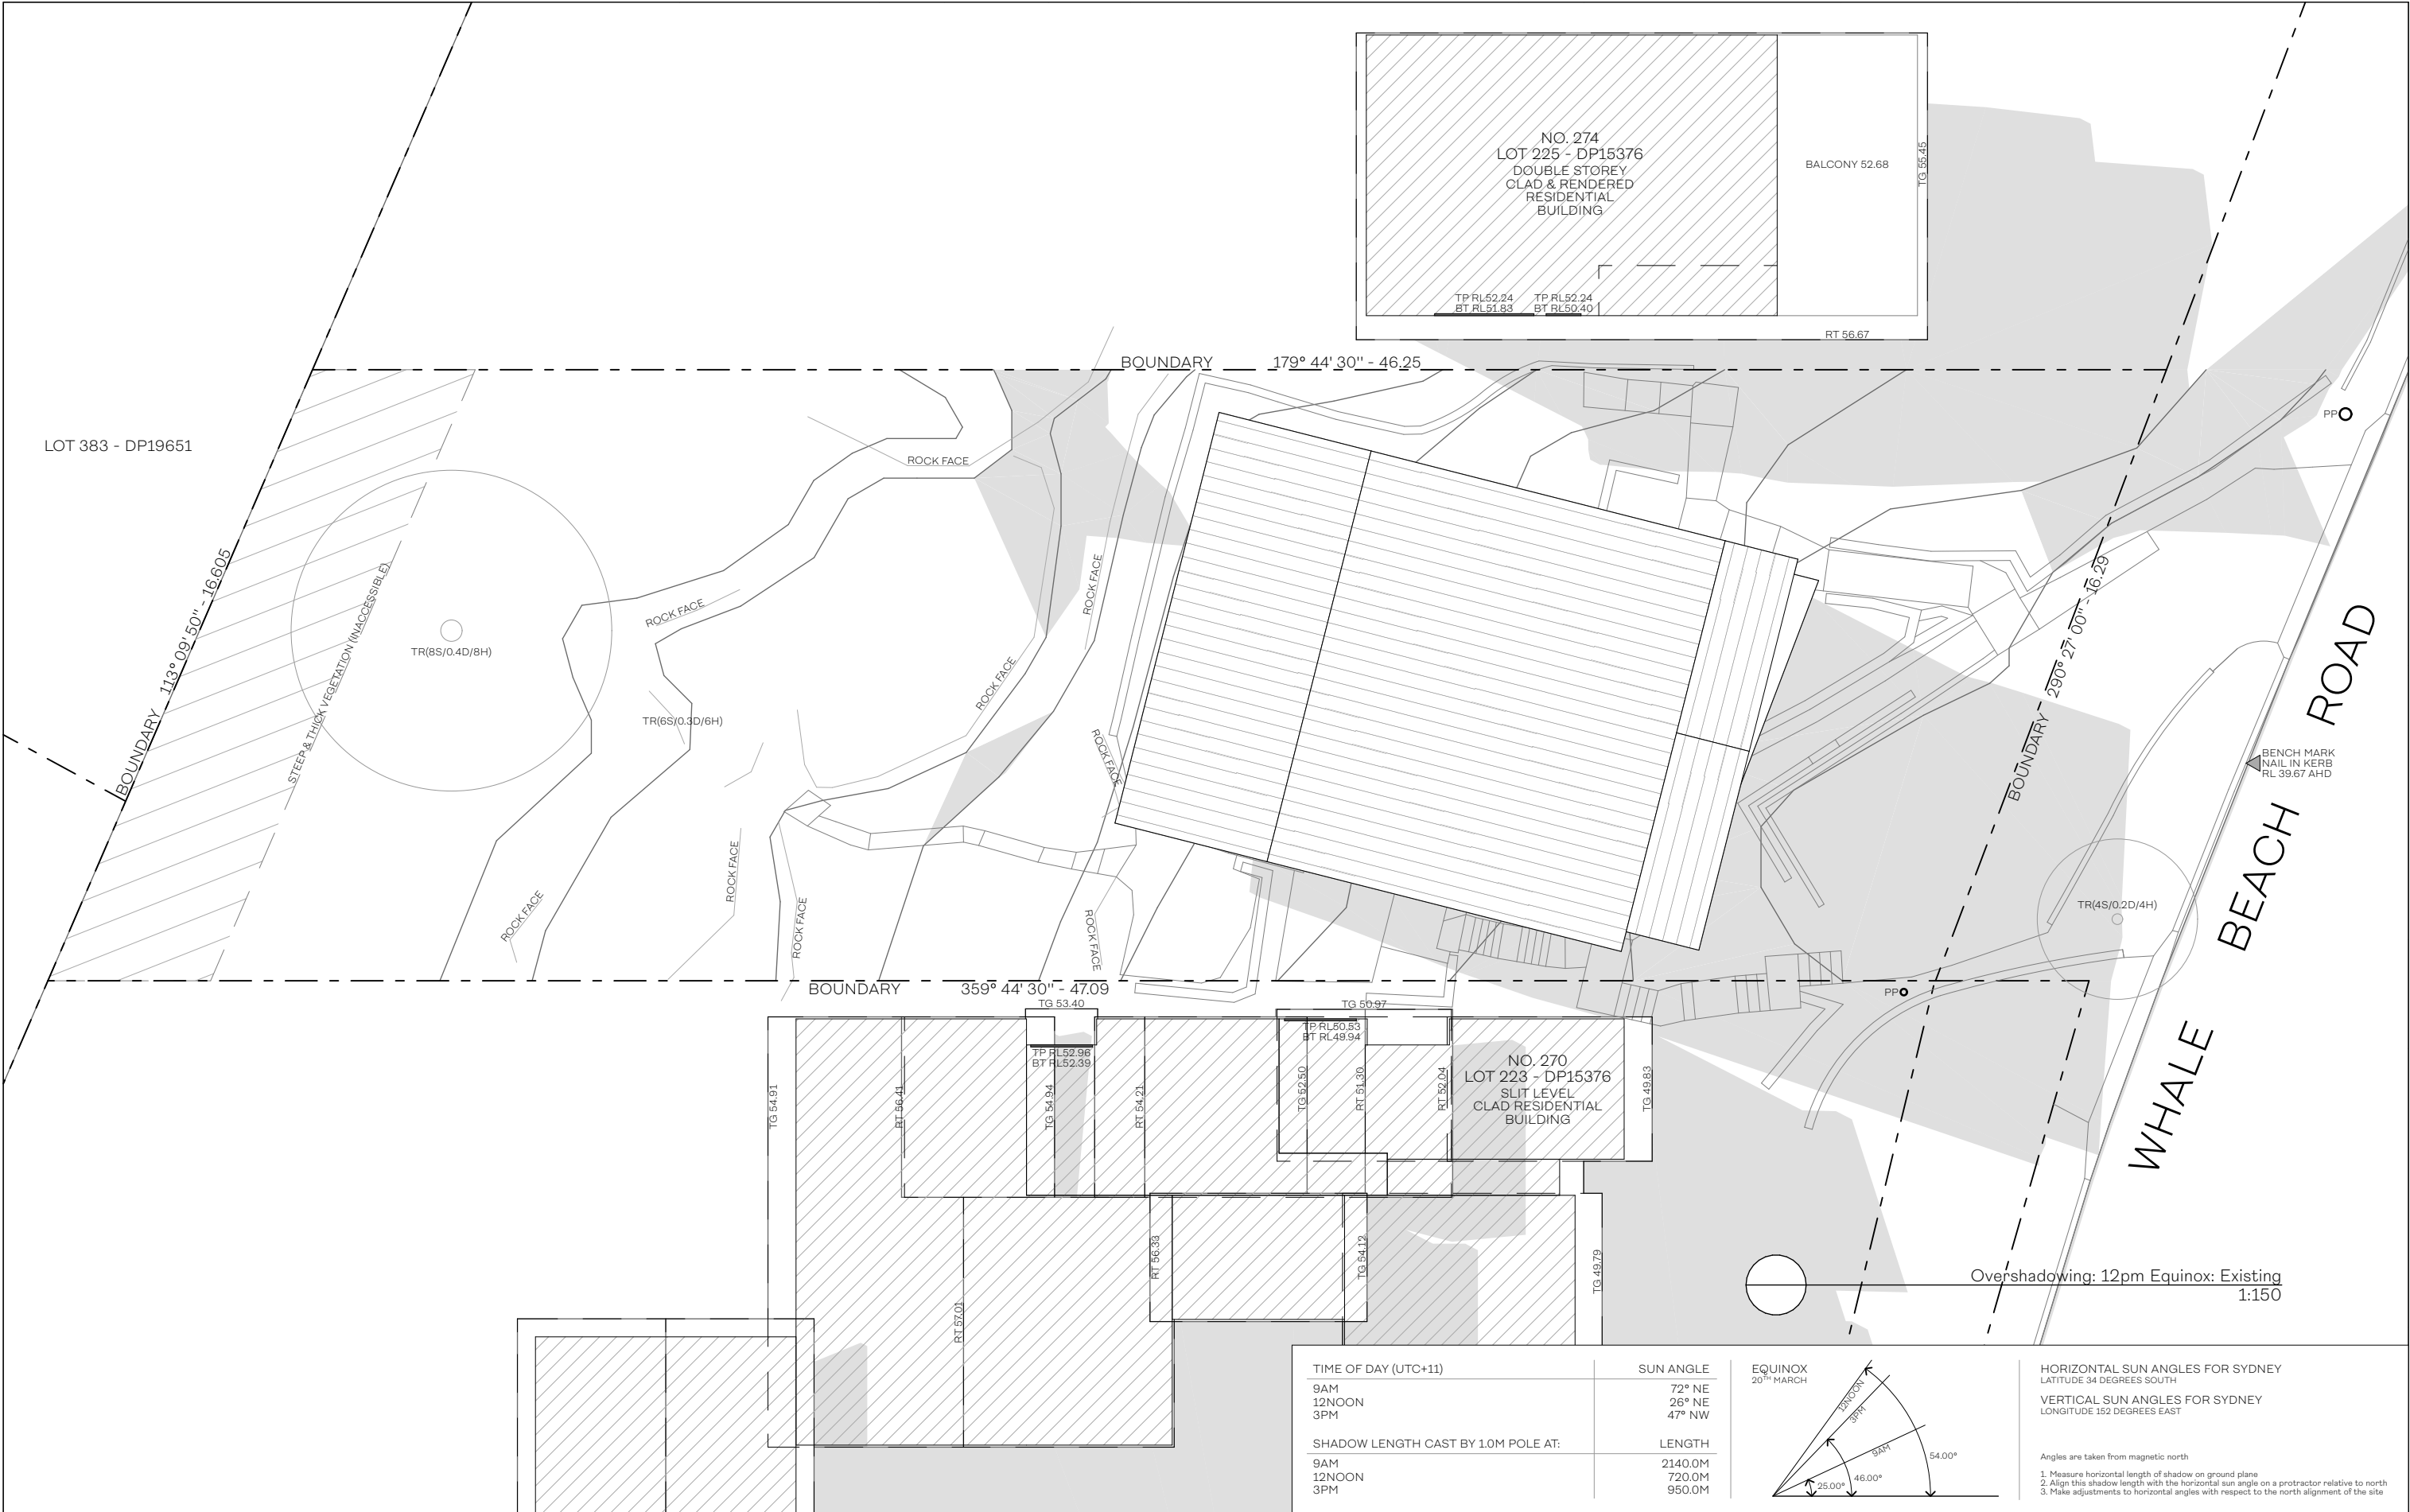 NO. 274
LOT 225 - DP15376
DOUBLE STOREY
CLAD & RENDERED
RESIDENTIAL
BUILDING
BALCONY 52.68
TG 55.45
TP RL52.24
BT RL51.83
TP RL52.24
BT RL50.40
RT 56.67
BOUNDARY 179° 44' 30'' - 46.25
LOT 383 - DP19651
BOUNDARY 113° 09' 50'' - 16.605
STEEP & THICK VEGETATION (INACCESSIBLE)
TR(8S/0.4D/8H)
TR(6S/0.3D/6H)
ROCK FACE
ROCK FACE
ROCK FACE
ROCK FACE
ROCK FACE
ROCK FACE
ROCK FACE
ROCK FACE
ROCK FACE
PP
BOUNDARY 290° 27' 00'' - 16.29
WHALE BEACH ROAD
BENCH MARK
NAIL IN KERB
RL 39.67 AHD
TR(4S/0.2D/4H)
PP
BOUNDARY 359° 44' 30'' - 47.09
TG 53.40
TG 50.97
TP RL52.96
BT RL52.39
TP RL50.53
BT RL49.94
NO. 270
LOT 223 - DP15376
SLIT LEVEL
CLAD RESIDENTIAL
BUILDING
TG 54.91
RT 56.41
TG 54.94
RT 54.21
TG 52.50
RT 51.30
RT 52.04
TG 49.83
RT 56.33
TG 54.12
TG 49.79
RT 57.01
Overshadowing: 12pm Equinox: Existing
1:150
TIME OF DAY (UTC+11) SUN ANGLE
9AM 72° NE
12NOON 26° NE
3PM 47° NW
SHADOW LENGTH CAST BY 1.0M POLE AT: LENGTH
9AM 2140.0M
12NOON 720.0M
3PM 950.0M
EQUINOX
20TH MARCH
12NOON
3PM
9AM
25.00°
46.00°
54.00°
HORIZONTAL SUN ANGLES FOR SYDNEY
LATITUDE 34 DEGREES SOUTH
VERTICAL SUN ANGLES FOR SYDNEY
LONGITUDE 152 DEGREES EAST
Angles are taken from magnetic north
1. Measure horizontal length of shadow on ground plane
2. Align this shadow length with the horizontal sun angle on a protractor relative to north
3. Make adjustments to horizontal angles with respect to the north alignment of the site